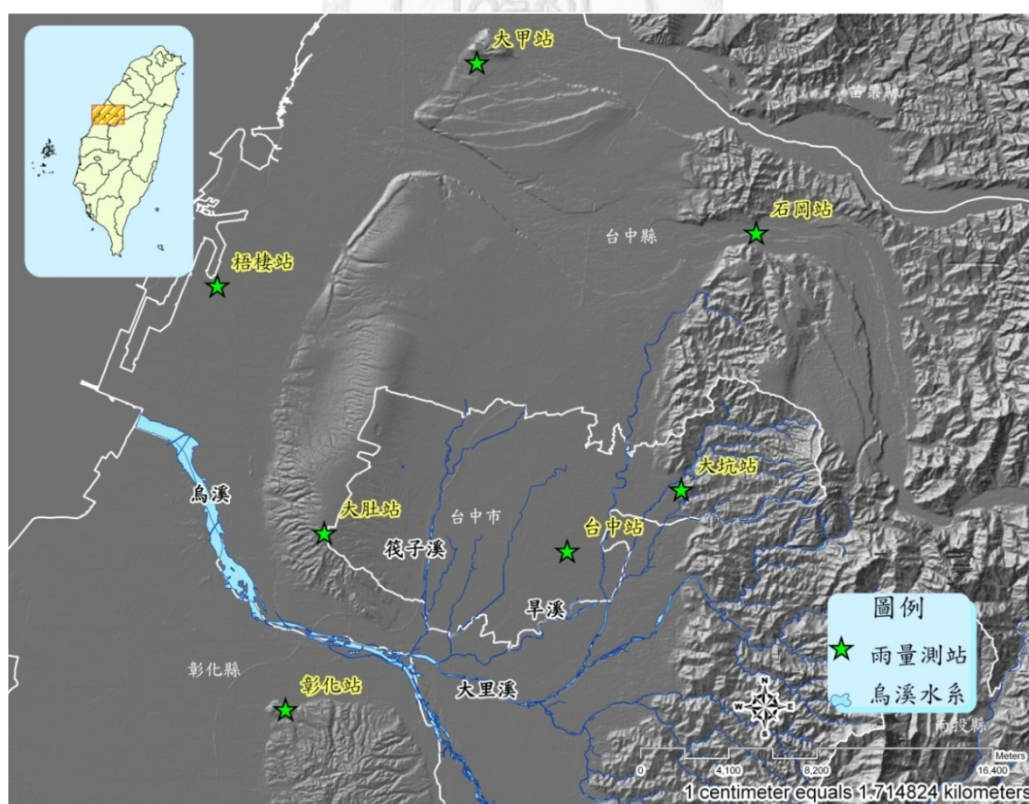 大甲站
苗栗縣
石岡站
台中縣
梧棲站
大坑站
烏溪
大肚站
台中市
台中站
筏子溪
旱溪
圖例
雨量測站
烏溪水系
彰化縣
大里溪
彰化站
N
W
E
S
南投縣
Meters
0
4,100
8,200
16,400
1 centimeter equals 1.714824 kilometers